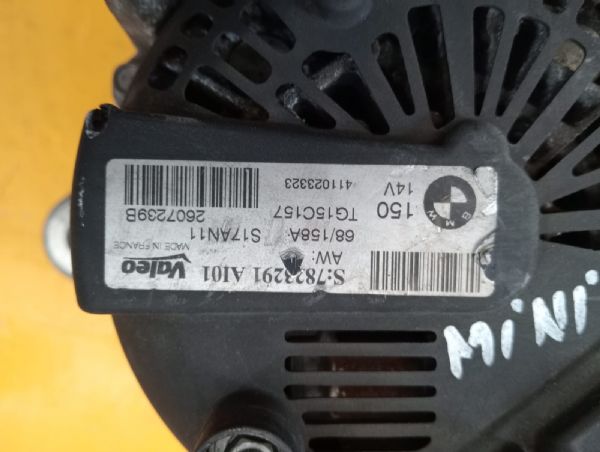 BMW
14V
150
411023323
TG15C157
68/158A:
S17AN11
2607239B
AW:
S:7823291 AI01
Valeo
MADE IN FRANCE
MINI